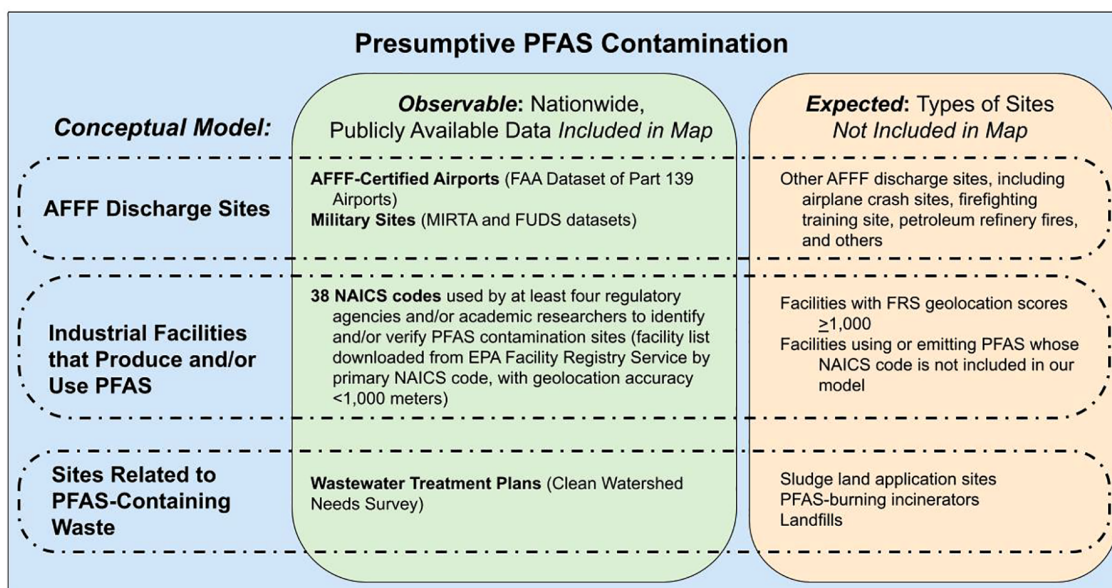 Presumptive PFAS Contamination
Conceptual Model:
Observable: Nationwide,
Publicly Available Data Included in Map
Expected: Types of Sites
Not Included in Map
AFFF Discharge Sites
AFFF-Certified Airports (FAA Dataset of Part 139
Airports)
Military Sites (MIRTA and FUDS datasets)
Other AFFF discharge sites, including
airplane crash sites, firefighting
training site, petroleum refinery fires,
and others
Industrial Facilities
that Produce and/or
Use PFAS
38 NAICS codes used by at least four regulatory
agencies and/or academic researchers to identify
and/or verify PFAS contamination sites (facility list
downloaded from EPA Facility Registry Service by
primary NAICS code, with geolocation accuracy
<1,000 meters)
Facilities with FRS geolocation scores
≥1,000
Facilities using or emitting PFAS whose
NAICS code is not included in our
model
Sites Related to
PFAS-Containing
Waste
Wastewater Treatment Plans (Clean Watershed
Needs Survey)
Sludge land application sites
PFAS-burning incinerators
Landfills